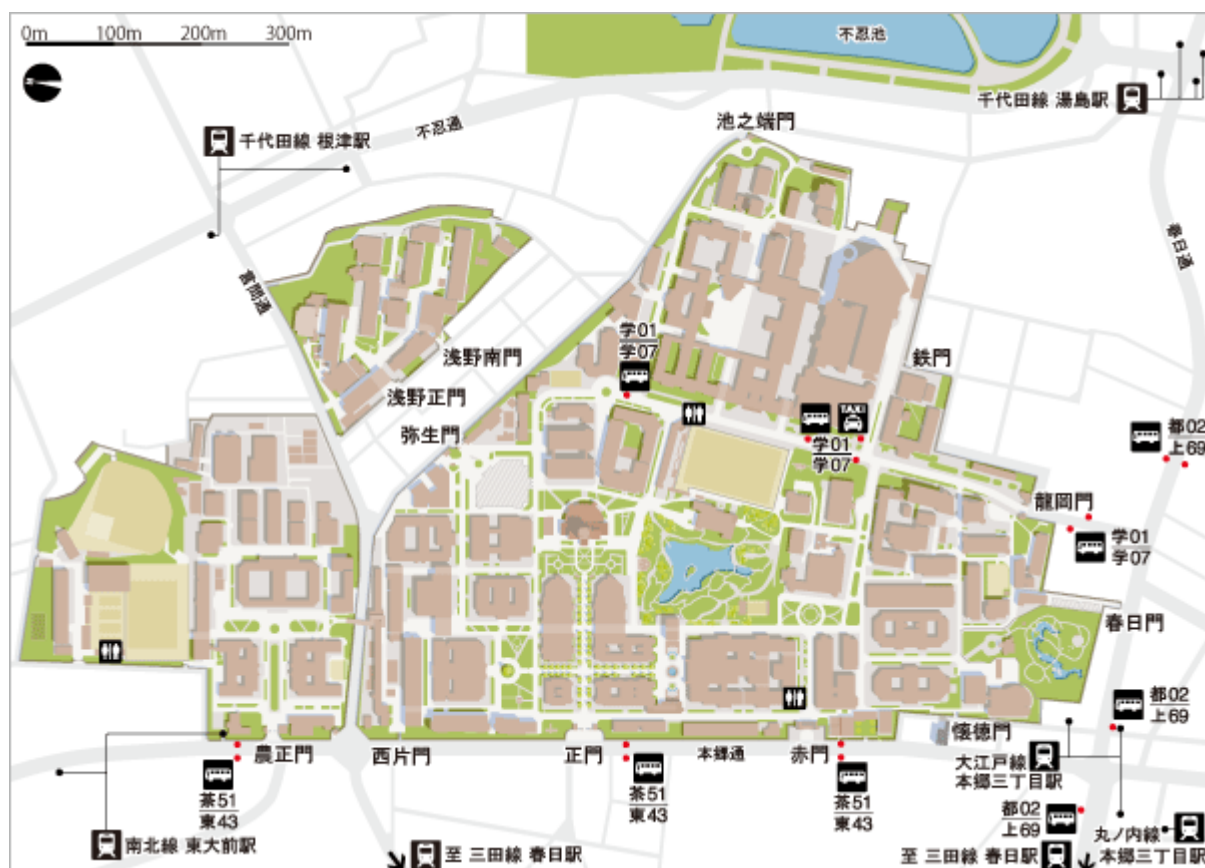 0m 100m 200m 300m
不忍池
千代田線 湯島駅
池之端門
不忍通
千代田線 根津駅
春日通
言問通
学01
学07
浅野南門
鉄門
浅野正門
弥生門
TAXI
学01
学07
都02
上69
龍岡門
学01
学07
春日門
都02
上69
農正門
西片門
正門
本郷通
赤門
懐徳門
大江戸線
本郷三丁目駅
茶51
東43
茶51
東43
茶51
東43
都02
上69
丸ノ内線
本郷三丁目駅
南北線 東大前駅
至 三田線 春日駅
至 三田線 春日駅